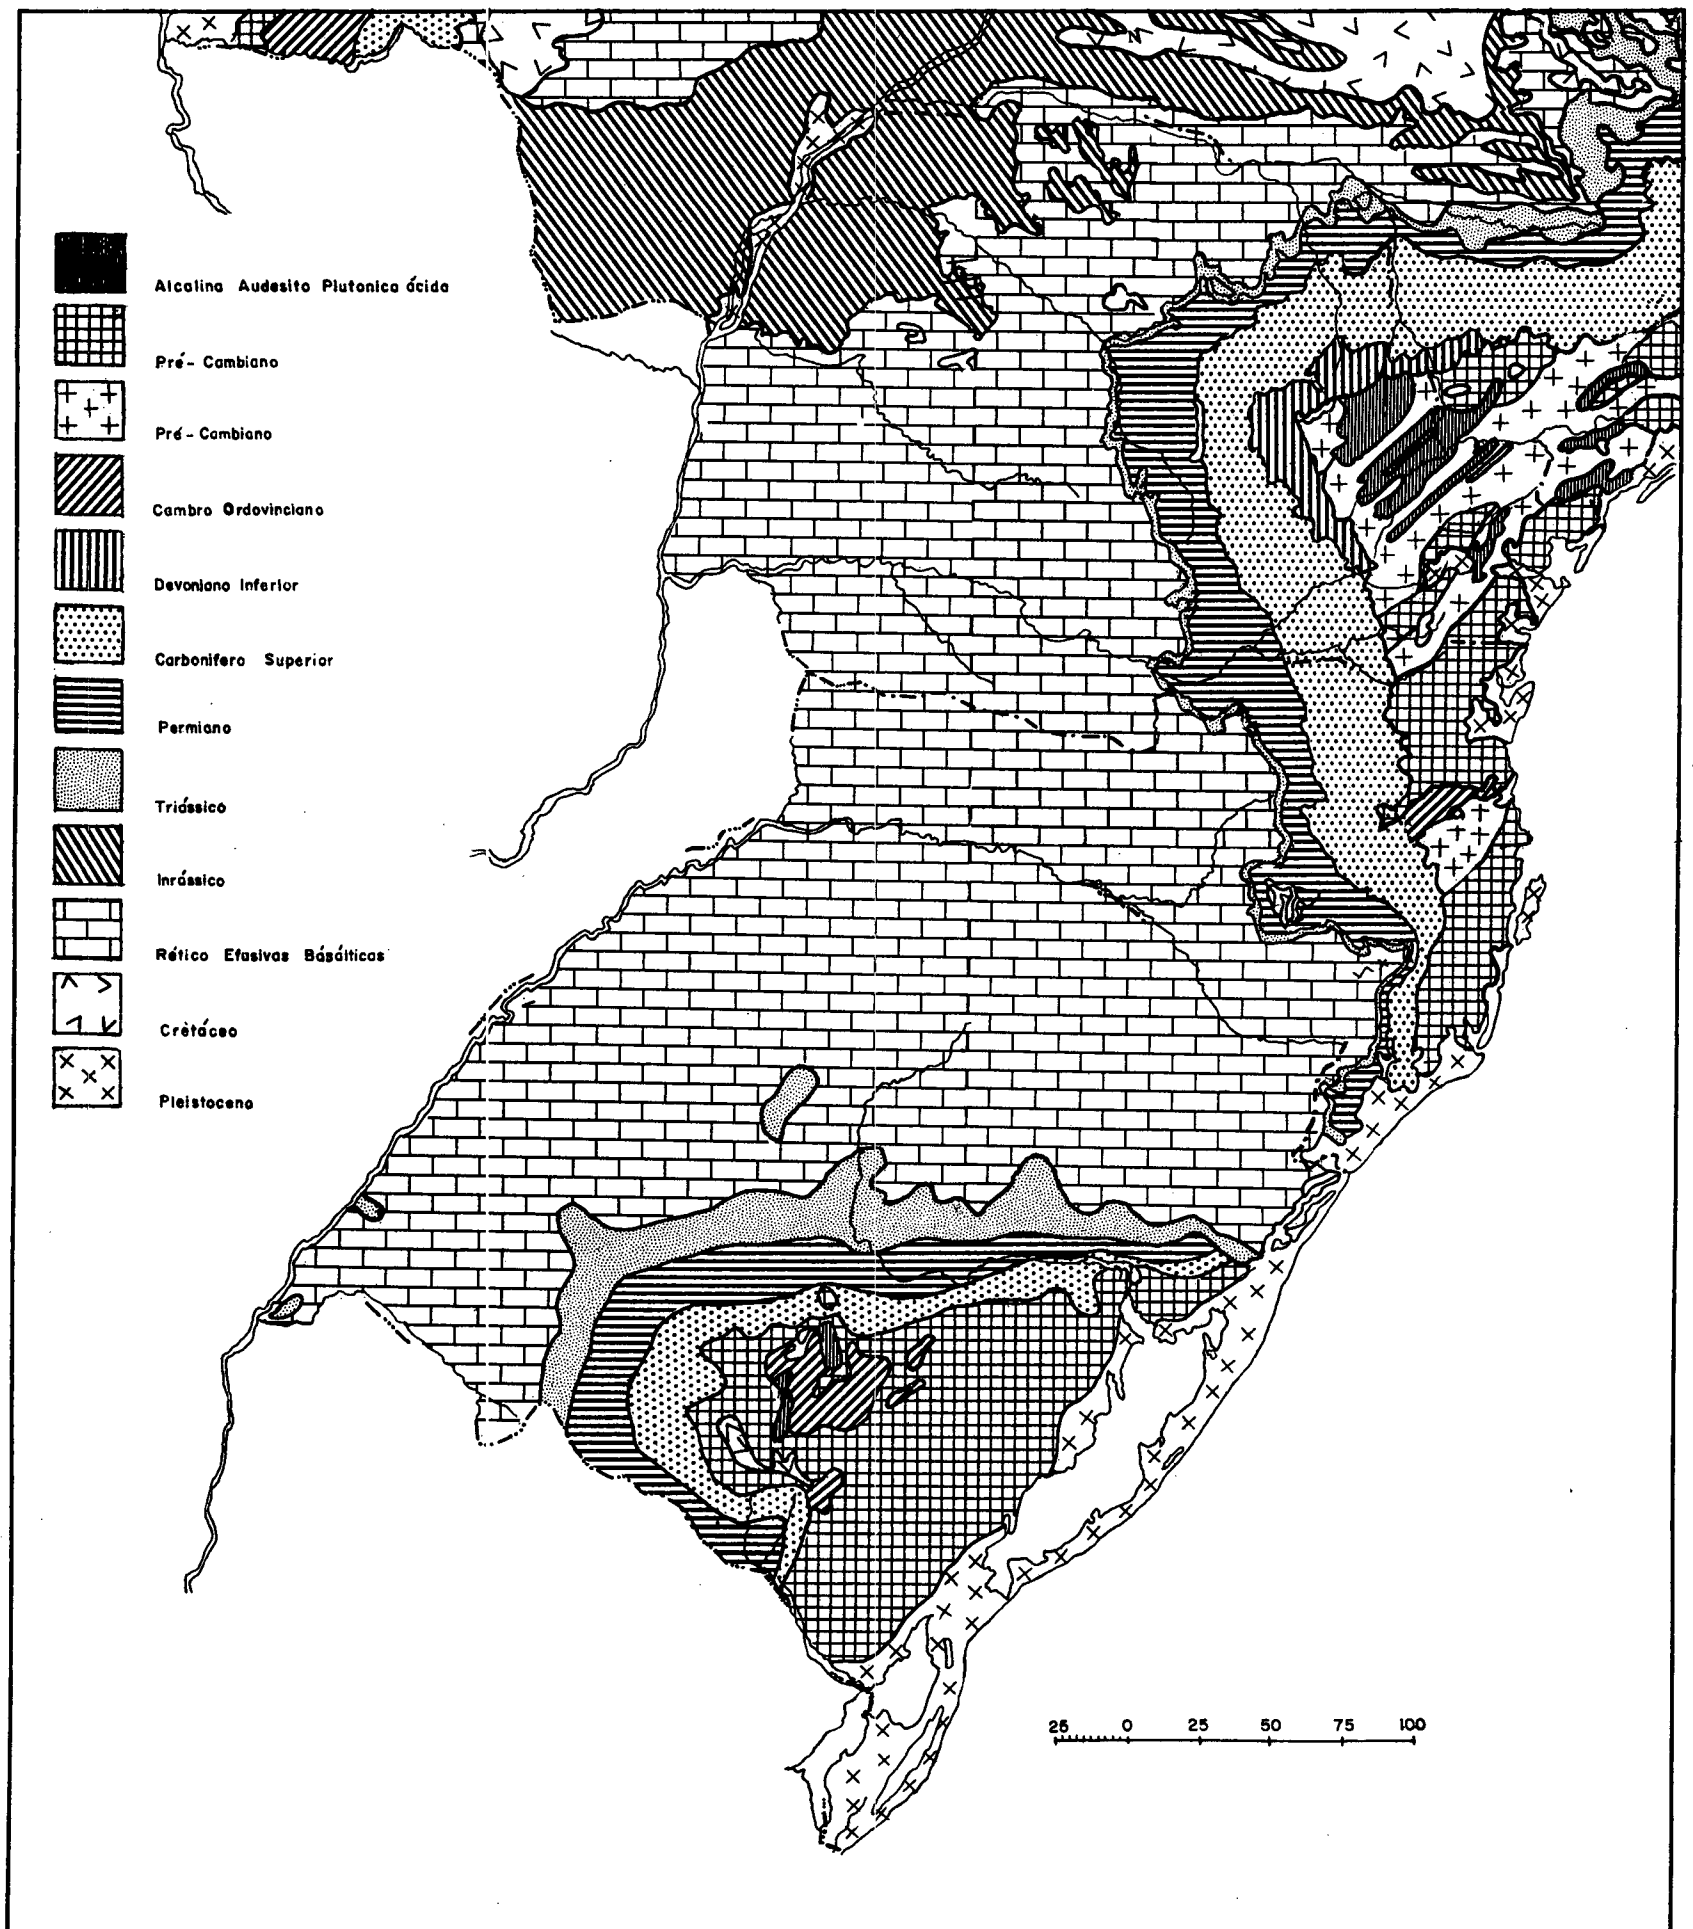 Alcalina Audesito Plutonica ácida
Pré-Cambiano
Pré-Cambiano
Cambro Ordovinciano
Devoniano Inferior
Carbonifero Superior
Permiano
Triássico
Inrássico
Rético Efusivas Básálticas
Crètáceo
Pleistoceno
25 0 25 50 75 100